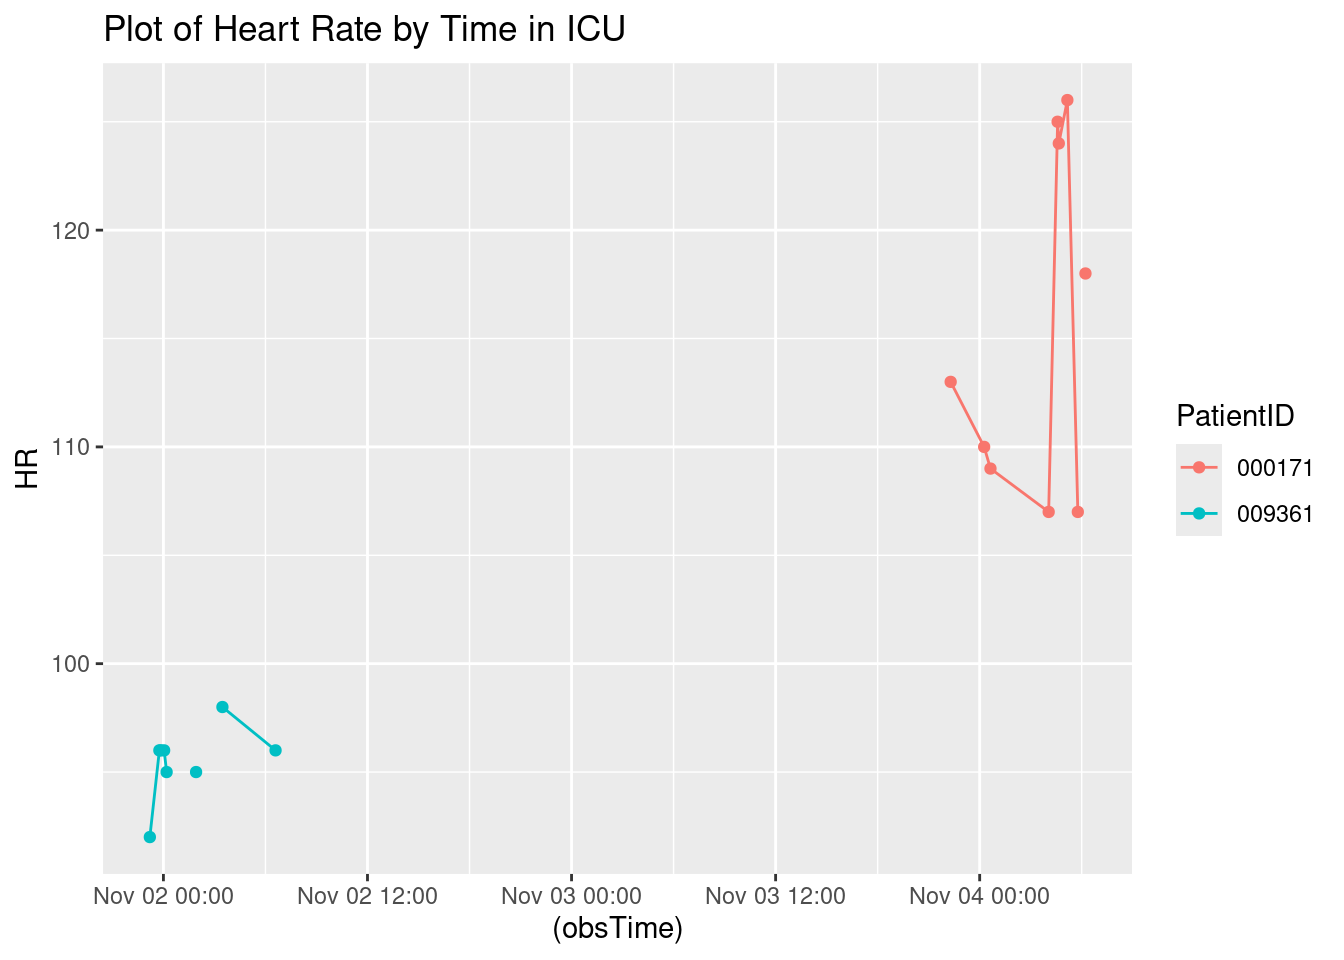 Plot of Heart Rate by Time in ICU
120
110
100
HR
Nov 02 00:00 Nov 02 12:00 Nov 03 00:00 Nov 03 12:00 Nov 04 00:00
(obsTime)
PatientID
000171
009361